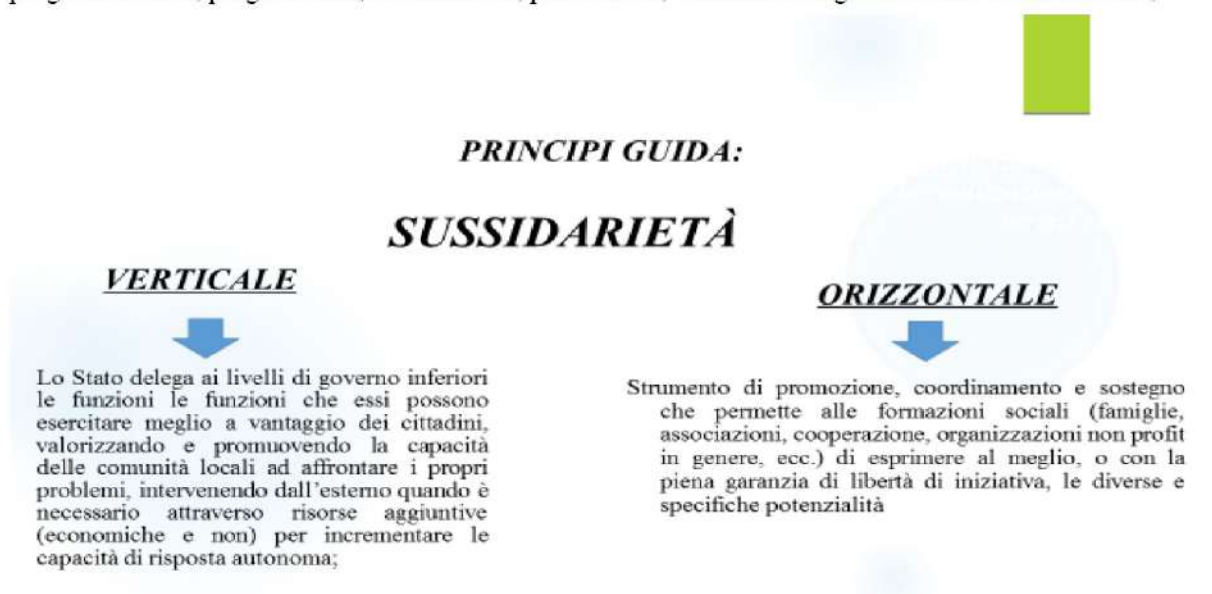 PRINCIPI GUIDA:
SUSSIDARIETÀ
VERTICALE
Lo Stato delega ai livelli di governo inferiori
le funzioni le funzioni che essi possono
esercitare meglio a vantaggio dei cittadini,
valorizzando e promuovendo la capacità
delle comunità locali ad affrontare i propri
problemi, intervenendo dall'esterno quando è
necessario attraverso risorse aggiuntive
(economiche e non) per incrementare le
capacità di risposta autonoma;
ORIZZONTALE
Strumento di promozione, coordinamento e sostegno
che permette alle formazioni sociali (famiglie,
associazioni, cooperazione, organizzazioni non profit
in genere, ecc.) di esprimere al meglio, o con la
piena garanzia di libertà di iniziativa, le diverse e
specifiche potenzialità